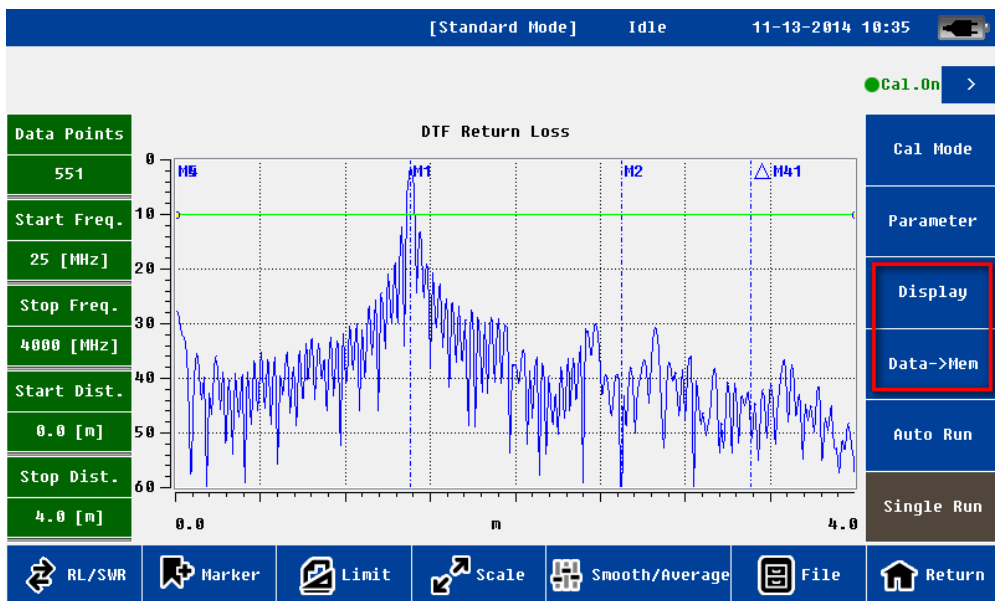 [Standard Mode] Idle 11-13-2014 10:35
Cal.On >
Data Points
551
Start Freq.
25 [MHz]
Stop Freq.
4000 [MHz]
Start Dist.
0.0 [m]
Stop Dist.
4.0 [m]
DTF Return Loss
M1 M2 △M41
0
10
20
30
40
50
60
0.0 m 4.0
Cal Mode
Parameter
Display
Data->Mem
Auto Run
Single Run
RL/SWR Marker Limit Scale Smooth/Average File Return